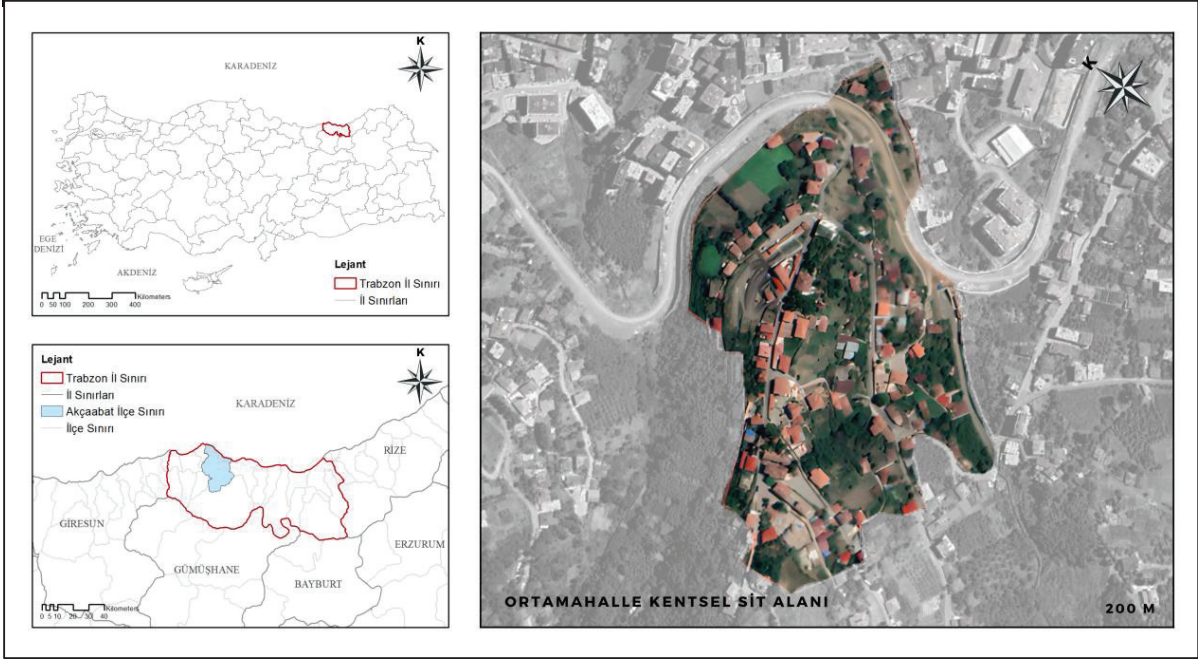 K
KARADENİZ
EGE
DENİZİ
AKDENİZ
Lejant
Trabzon İl Sınırı
İl Sınırları
0 50 100 200 300 400 Kilometers
Lejant
Trabzon İl Sınırı
İl Sınırları
Akçaabat İlçe Sınırı
İlçe Sınırı
K
KARADENİZ
RİZE
GİRESUN
ERZURUM
GÜMÜŞHANE
BAYBURT
0 5 10 20 30 40 Kilometers
K
ORTAMAHALLE KENTSEL SİT ALANI
200 M